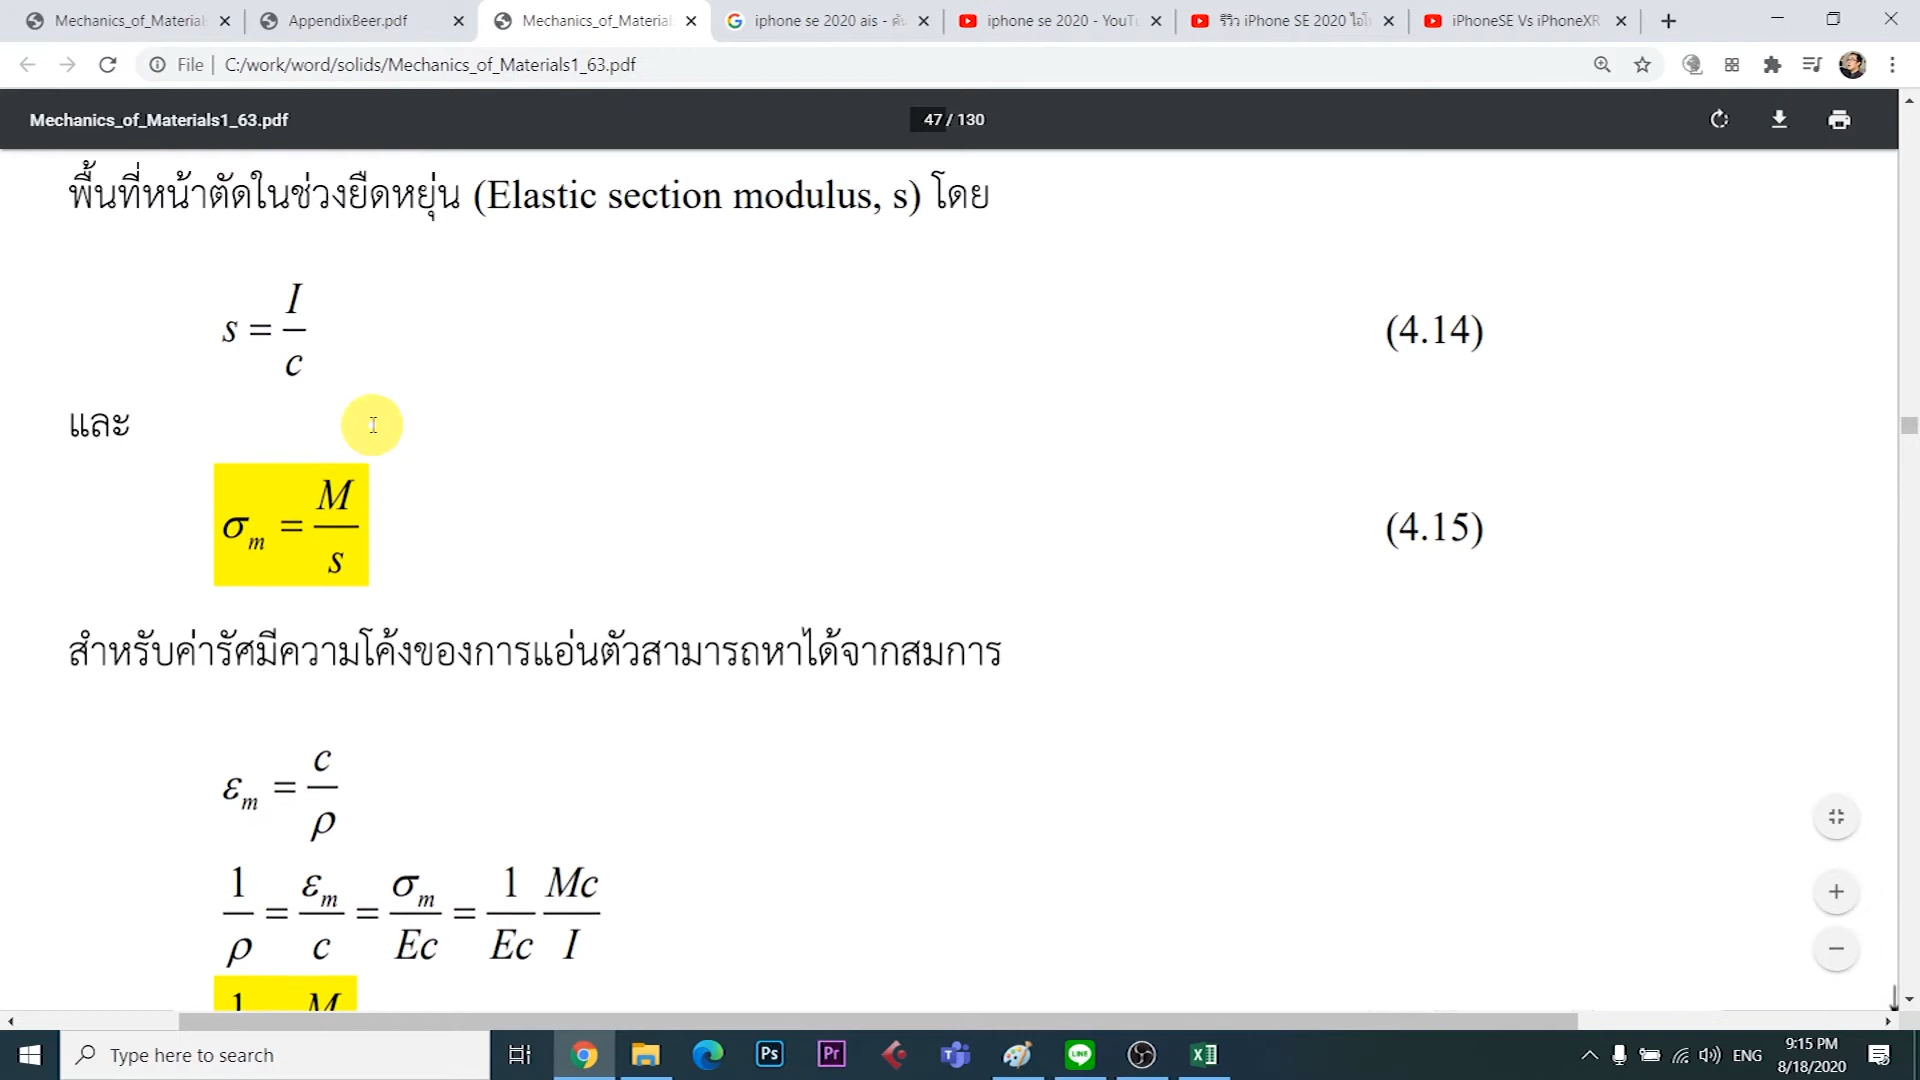 Mechanics_of_Material
AppendixBeer.pdf
Mechanics_of_Material
iphone se 2020 ais - ค้น
iphone se 2020 - YouTu
รีวิว iPhone SE 2020 ไอโ
iPhoneSE Vs iPhoneXR
File | C:/work/word/solids/Mechanics_of_Materials1_63.pdf
Mechanics_of_Materials1_63.pdf
47 / 130
พื้นที่หน้าตัดในช่วงยืดหยุ่น (Elastic section modulus, s) โดย
s = I / c (4.14)
และ
σm = M / s (4.15)
สำหรับค่ารัศมีความโค้งของการแอ่นตัวสามารถหาได้จากสมการ
εm = c / ρ
1 / ρ = εm / c = σm / Ec = 1 / Ec Mc / I
1 M
Type here to search
ENG
9:15 PM
8/18/2020